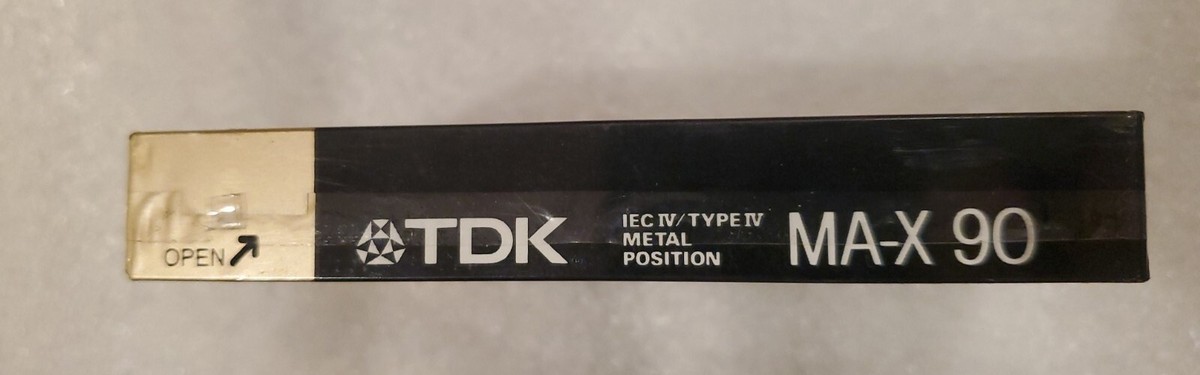 OPEN
TDK
IEC IV/TYPE IV
METAL
POSITION
MA-X 90